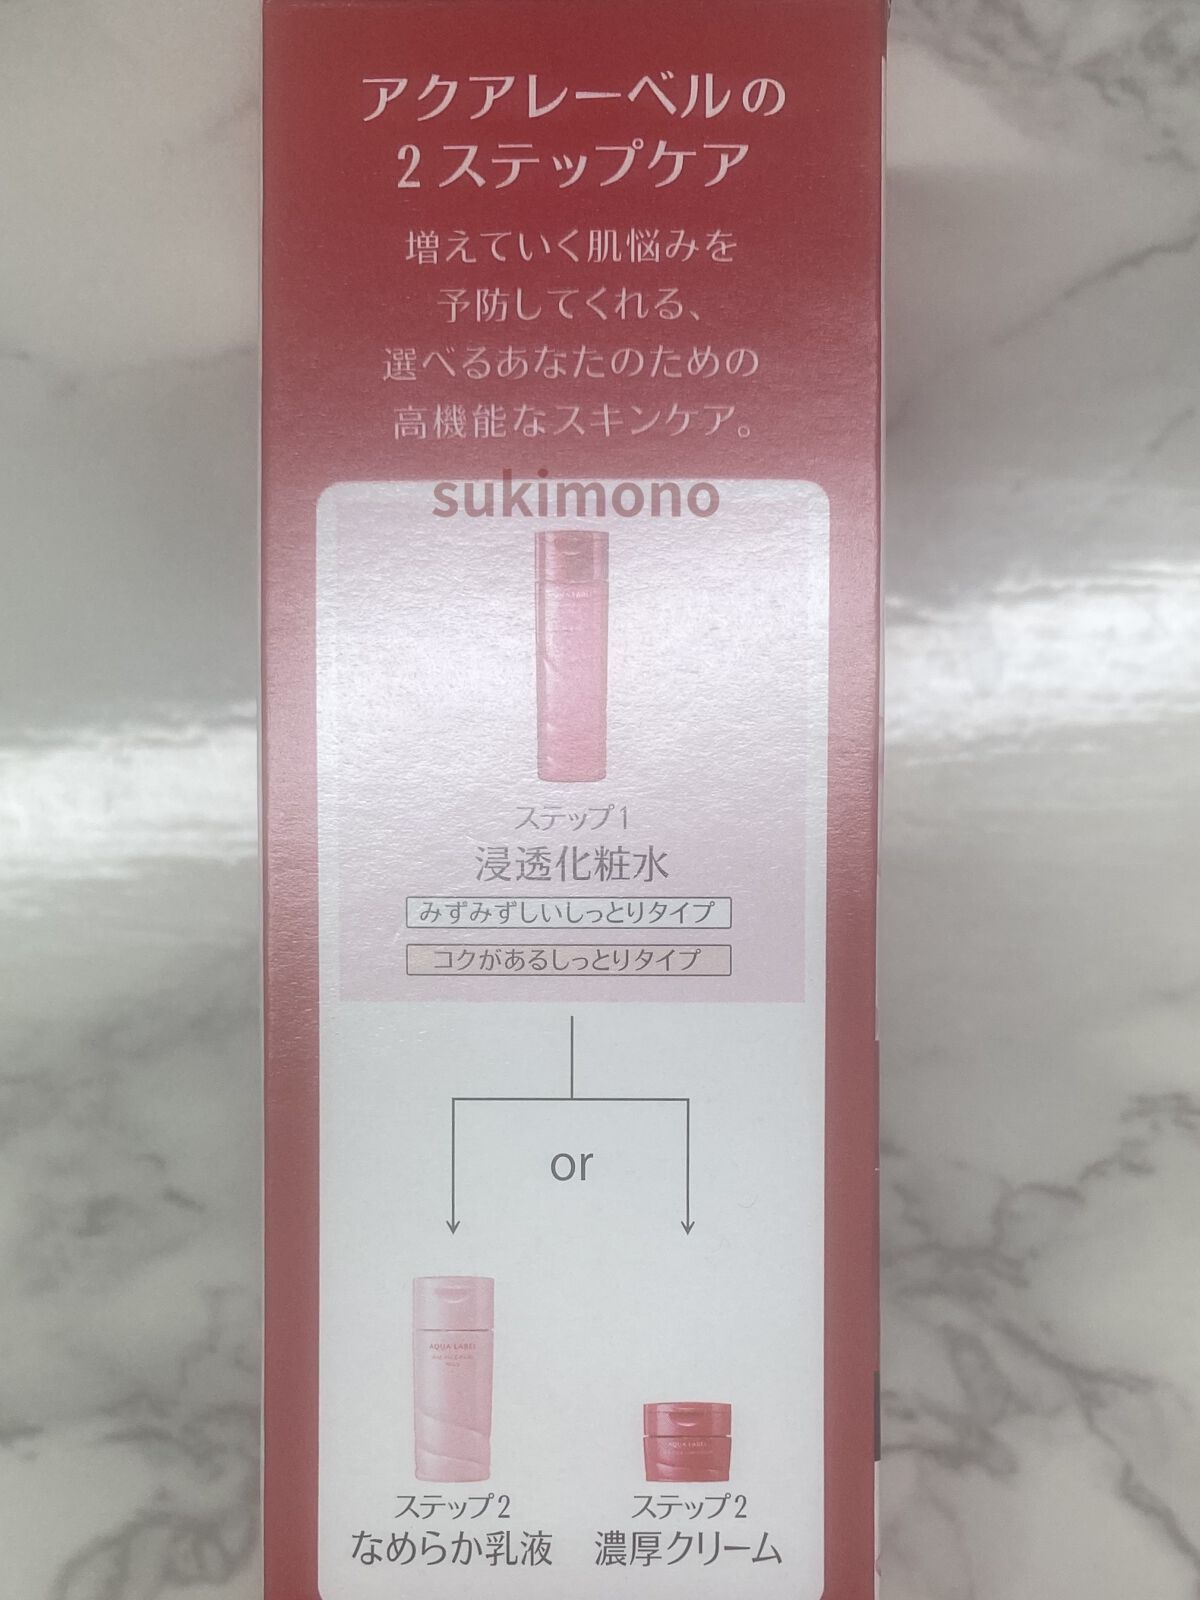 アクアレーベルの
2ステップケア
増えていく肌悩みを
予防してくれる、
選べるあなたのための
高機能なスキンケア。
sukimono
ステップ1
浸透化粧水
みずみずしいしっとりタイプ
コクがあるしっとりタイプ
or
AQUA LABEL
AQUA LABEL
ステップ2
なめらか乳液
ステップ2
濃厚クリーム